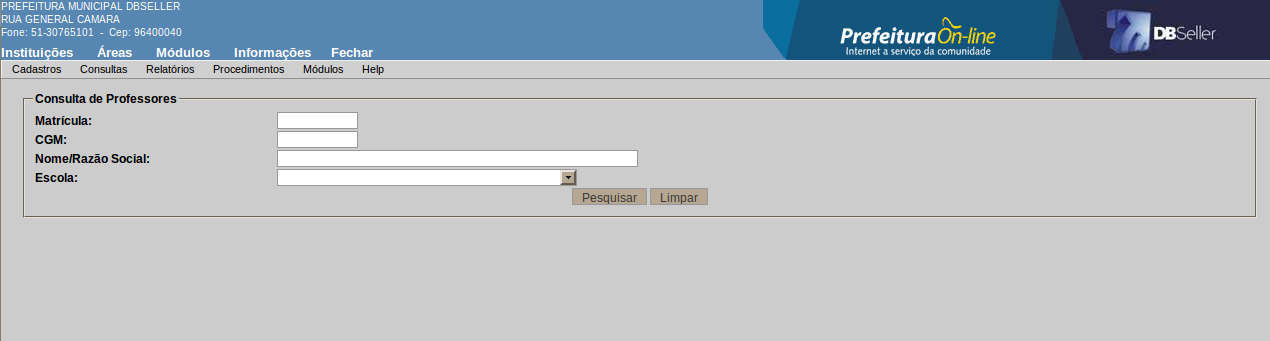 PREFEITURA MUNICIPAL DBSELLER
RUA GENERAL CAMARA
Fone: 51-30765101 - Cep: 96400040
Instituições Áreas Módulos Informações Fechar
Prefeitura On-line
Internet a serviço da comunidade
DBSeller
Cadastros Consultas Relatórios Procedimentos Módulos Help
Consulta de Professores
Matrícula:
CGM:
Nome/Razão Social:
Escola:
Pesquisar Limpar